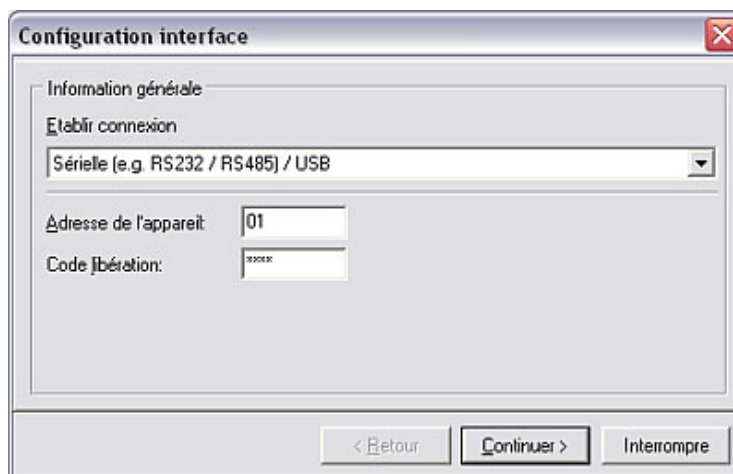 Configuration interface
Information générale
Etablir connexion
Sérielle (e.g. RS232 / RS485) / USB
Adresse de l'appareil: 01
Code libération: ****
< Retour Continuer > Interrompre